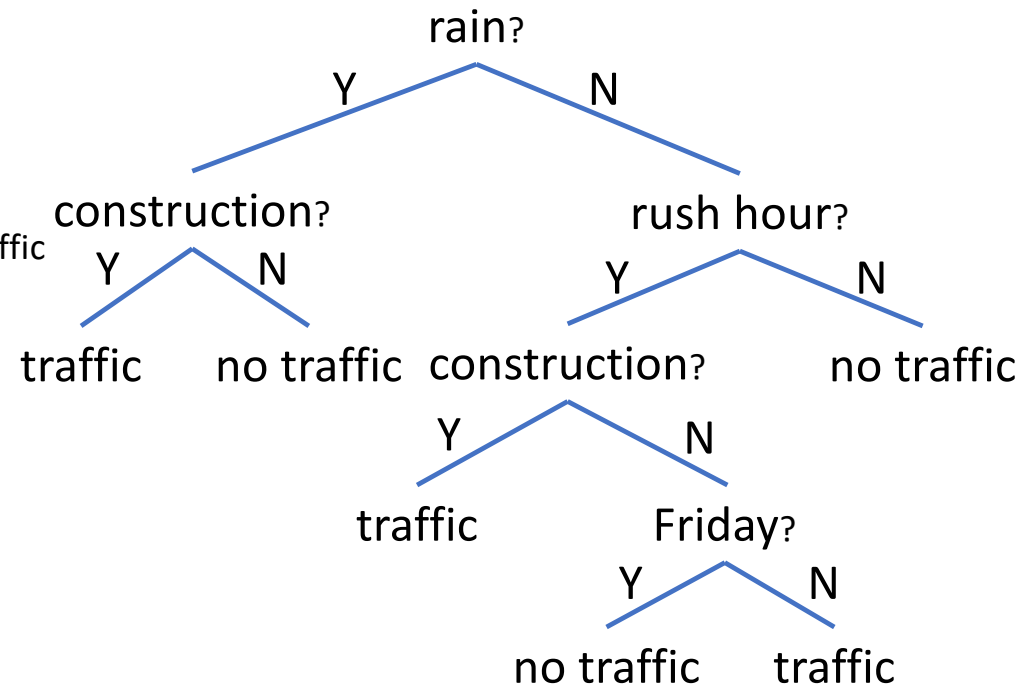 rain?
Y N
construction? rush hour?
ffic
Y N Y N
traffic no traffic construction? no traffic
Y N
traffic Friday?
Y N
no traffic traffic